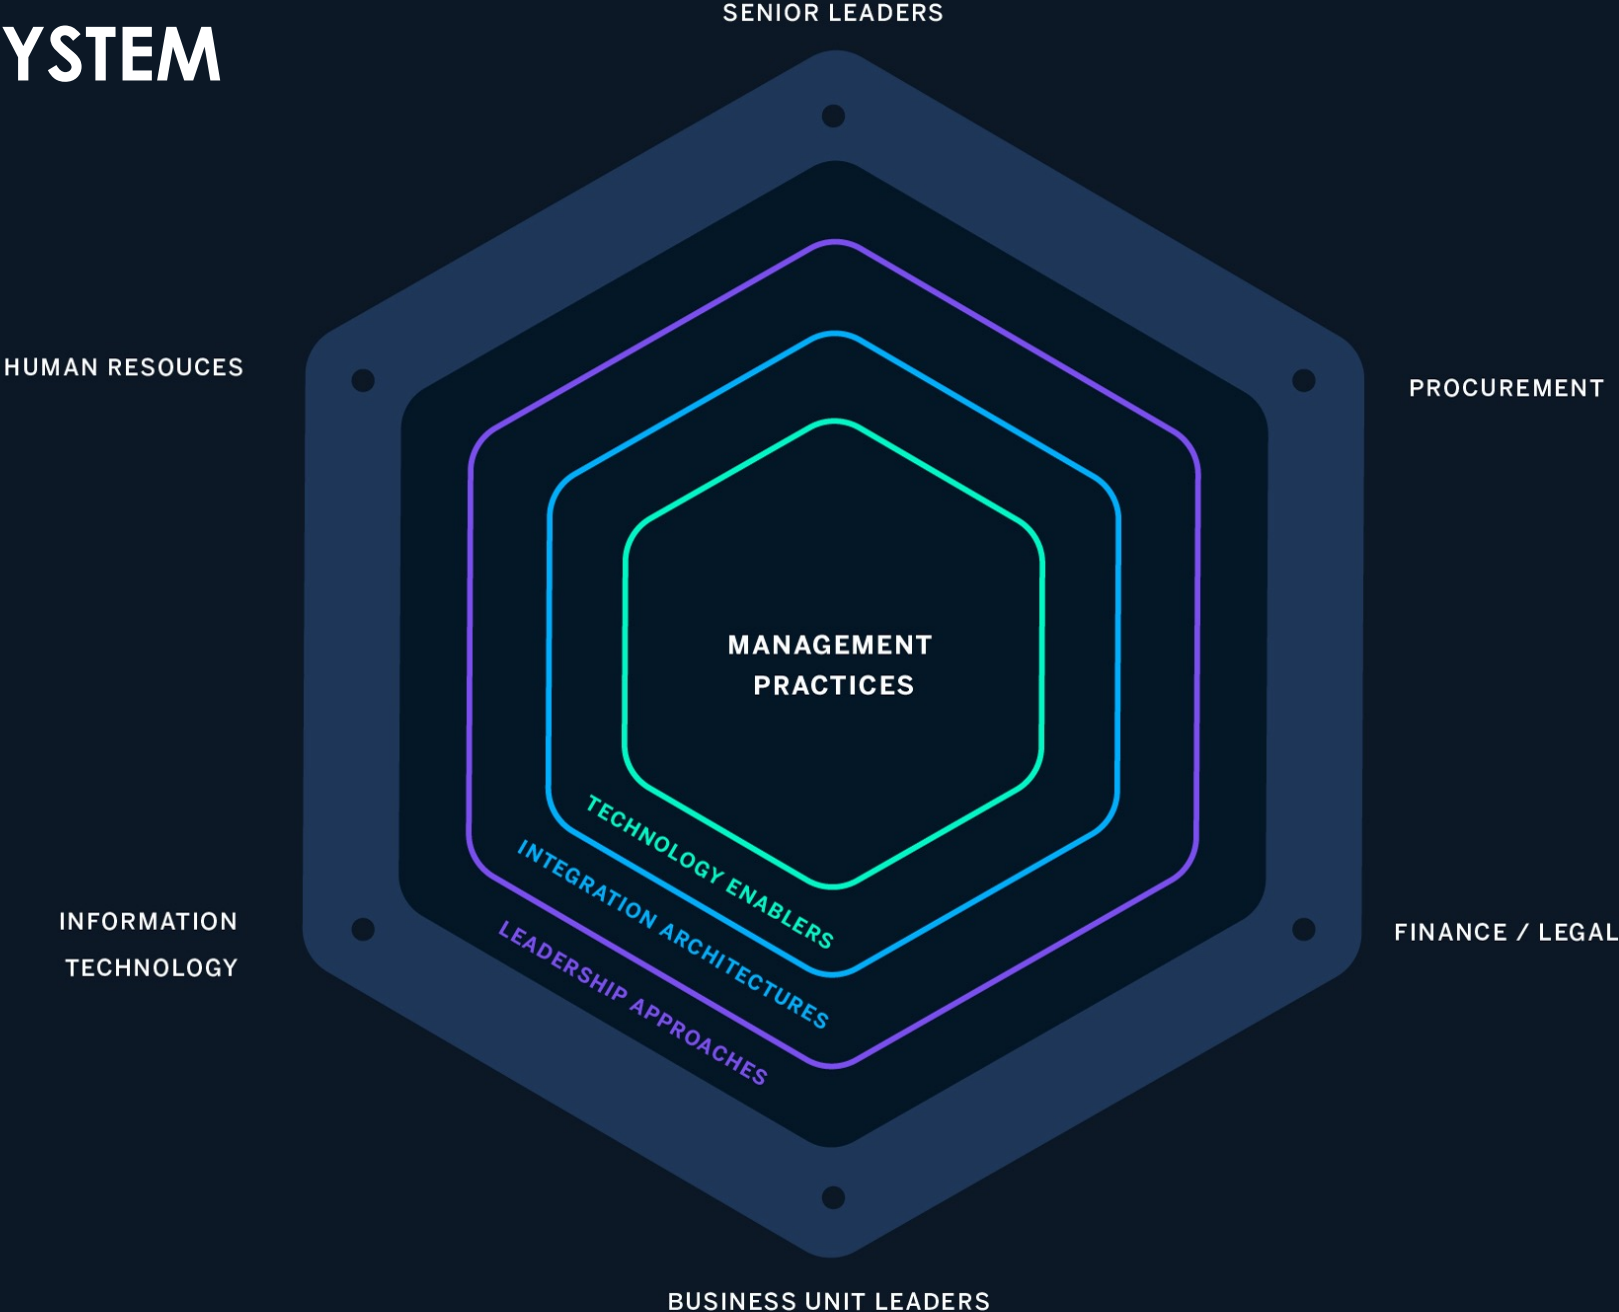 YSTEM
SENIOR LEADERS
HUMAN RESOUCES
PROCUREMENT
MANAGEMENT
PRACTICES
TECHNOLOGY ENABLERS
INTEGRATION ARCHITECTURES
LEADERSHIP APPROACHES
INFORMATION
TECHNOLOGY
FINANCE / LEGAL
BUSINESS UNIT LEADERS